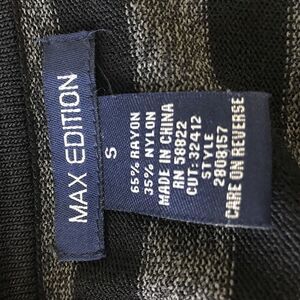 MAX EDITION
S
65% RAYON
35% NYLON
MADE IN CHINA
RN 58822
CUT: 32412
STYLE
2808157
CARE ON REVERSE